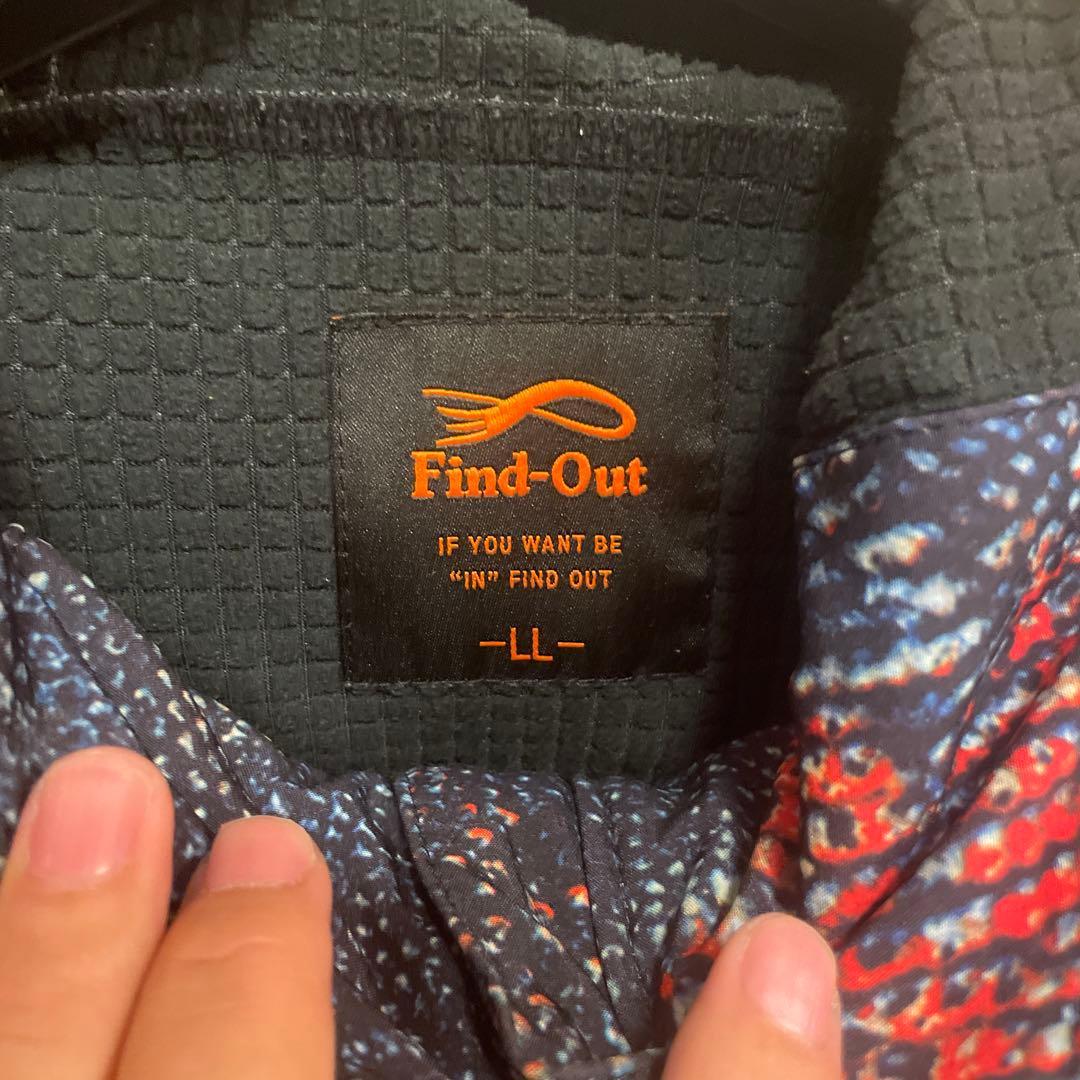 Find-Out
IF YOU WANT BE
“IN” FIND OUT
-LL-